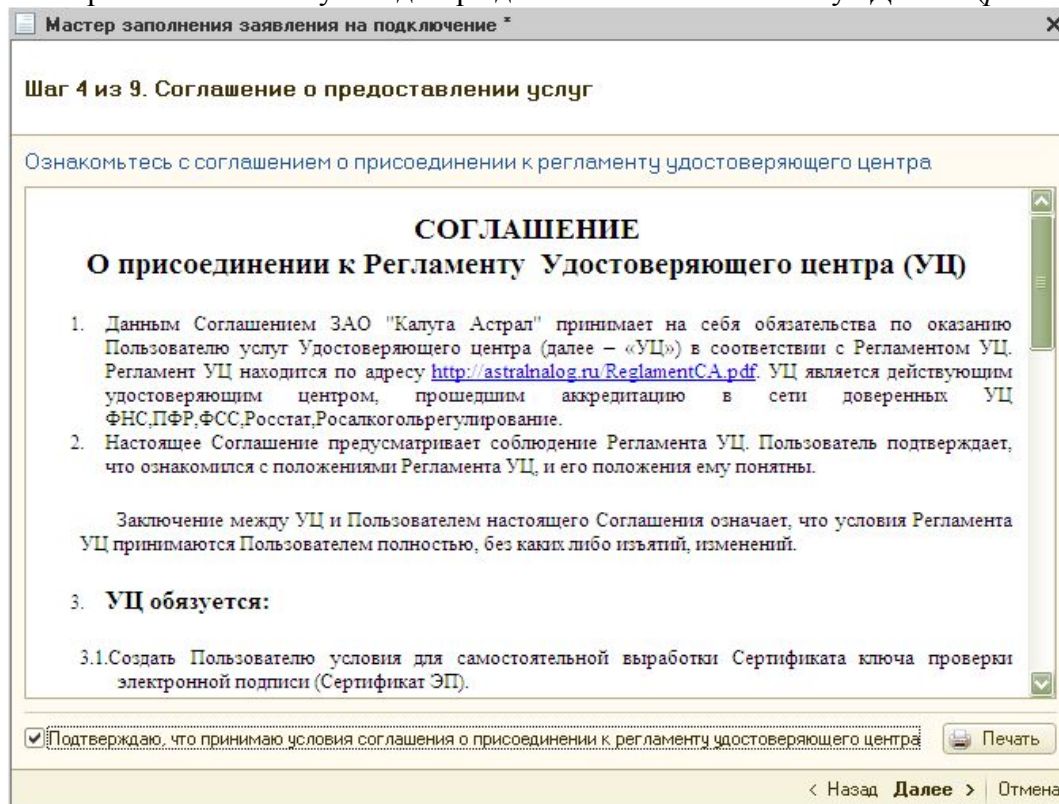 Мастер заполнения заявления на подключение *
Шаг 4 из 9. Соглашение о предоставлении услуг
Ознакомьтесь с соглашением о присоединении к регламенту удостоверяющего центра
СОГЛАШЕНИЕ
О присоединении к Регламенту Удостоверяющего центра (УЦ)
1. Данным Соглашением ЗАО "Калуга Астрал" принимает на себя обязательства по оказанию
Пользователю услуг Удостоверяющего центра (далее – «УЦ») в соответствии с Регламентом УЦ.
Регламент УЦ находится по адресу http://astralnalog.ru/ReglamentCA.pdf. УЦ является действующим
удостоверяющим центром, прошедшим аккредитацию в сети доверенных УЦ
ФНС,ПФР,ФСС,Росстат,Росалкогольрегулирование.
2. Настоящее Соглашение предусматривает соблюдение Регламента УЦ. Пользователь подтверждает,
что ознакомился с положениями Регламента УЦ, и его положения ему понятны.
Заключение между УЦ и Пользователем настоящего Соглашения означает, что условия Регламента
УЦ принимаются Пользователем полностью, без каких либо изъятий, изменений.
3. УЦ обязуется:
3.1.Создать Пользователю условия для самостоятельной выработки Сертификата ключа проверки
электронной подписи (Сертификат ЭП).
Подтверждаю, что принимаю условия соглашения о присоединении к регламенту удостоверяющего центра
Печать
< Назад Далее > Отмена